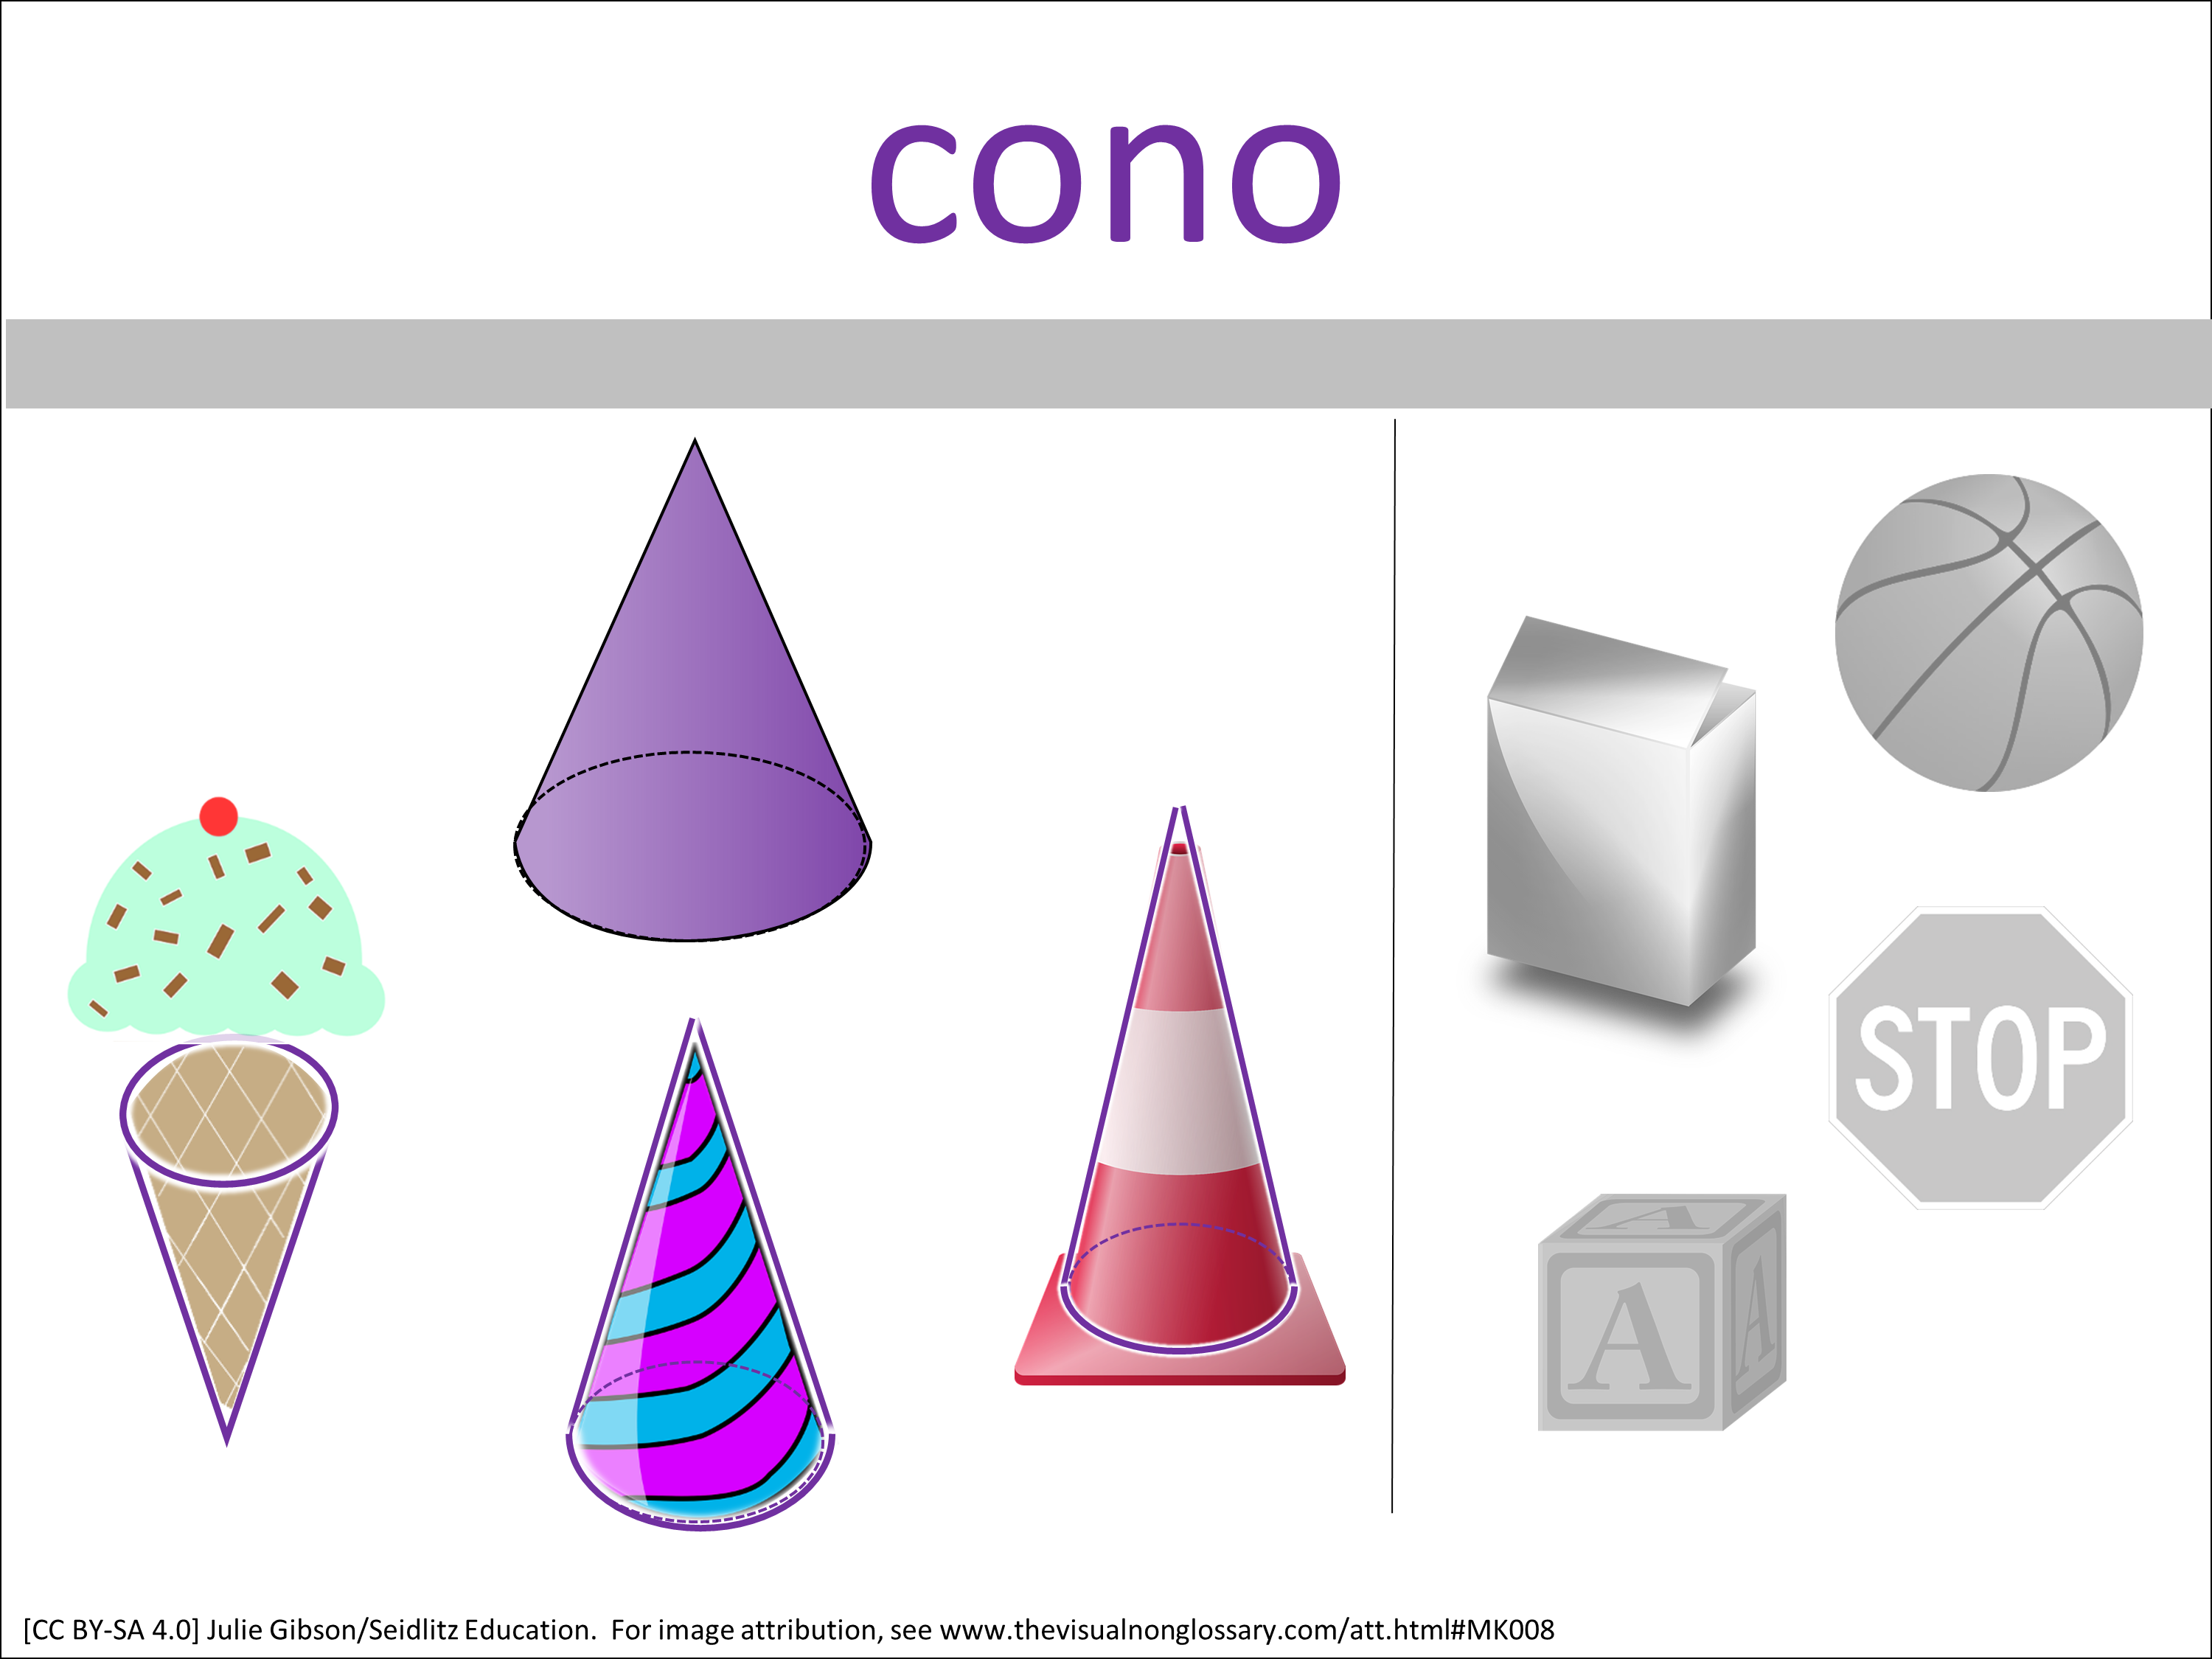 cono
STOP
A
A
A
[CC BY-SA 4.0] Julie Gibson/Seidlitz Education.  For image attribution, see www.thevisualnonglossary.com/att.html#MK008